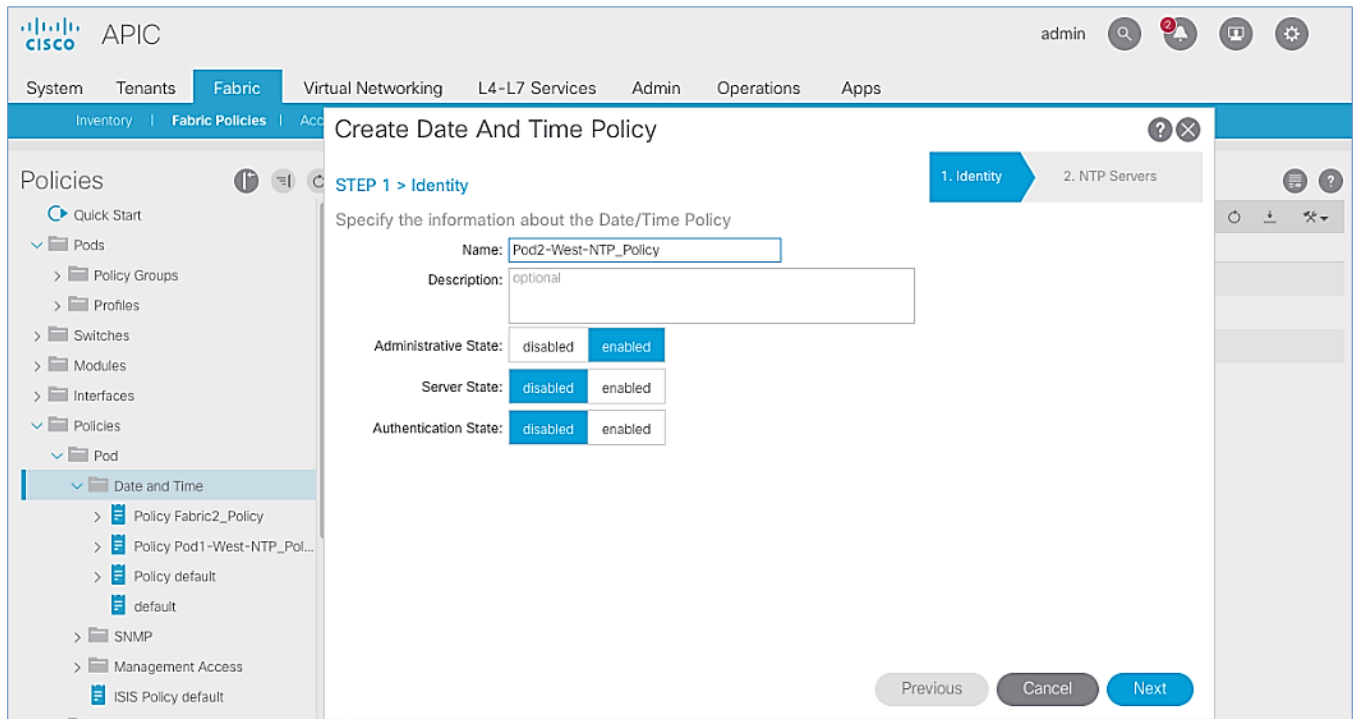 CISCO APIC admin 2
System Tenants Fabric Virtual Networking L4-L7 Services Admin Operations Apps
Inventory | Fabric Policies | Acc
Policies
Quick Start
Pods
Policy Groups
Profiles
Switches
Modules
Interfaces
Policies
Pod
Date and Time
Policy Fabric2_Policy
Policy Pod1-West-NTP_Pol...
Policy default
default
SNMP
Management Access
ISIS Policy default
Create Date And Time Policy
STEP 1 > Identity
1. Identity 2. NTP Servers
Specify the information about the Date/Time Policy
Name: Pod2-West-NTP_Policy
Description: optional
Administrative State: disabled enabled
Server State: disabled enabled
Authentication State: disabled enabled
Previous Cancel Next